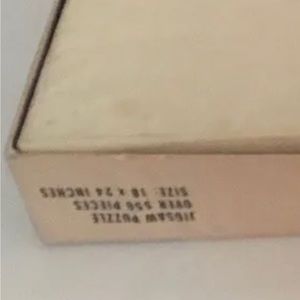 JIGSAW PUZZLE
OVER 550 PIECES
SIZE: 18 x 24 INCHES